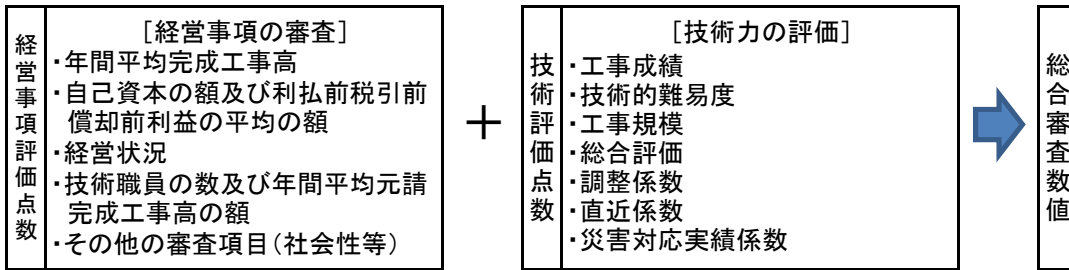 経営事項評価点数
[経営事項の審査]
・年間平均完成工事高
・自己資本の額及び利払前税引前
償却前利益の平均の額
・経営状況
・技術職員の数及び年間平均元請
完成工事高の額
・その他の審査項目(社会性等)
+
技術評価点数
[技術力の評価]
・工事成績
・技術的難易度
・工事規模
・総合評価
・調整係数
・直近係数
・災害対応実績係数
総合審査数値